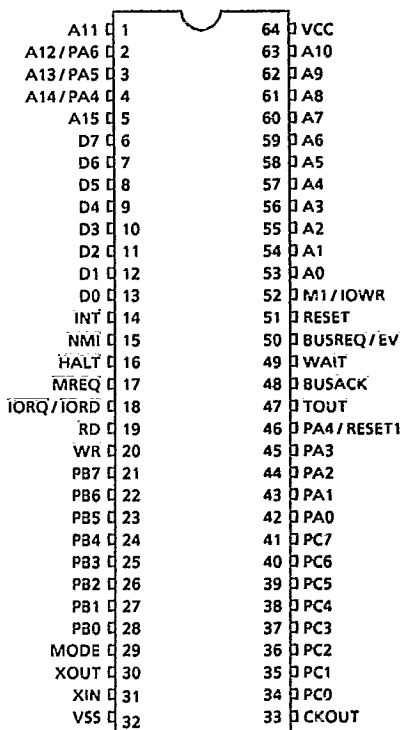 A11 1 64 VCC
A12/PA6 2 63 A10
A13/PA5 3 62 A9
A14/PA4 4 61 A8
A15 5 60 A7
D7 6 59 A6
D6 7 58 A5
D5 8 57 A4
D4 9 56 A3
D3 10 55 A2
D2 11 54 A1
D1 12 53 A0
D0 13 52 M1/IOWR
INT 14 51 RESET
NMI 15 50 BUSREQ/EV
HALT 16 49 WAIT
MREQ 17 48 BUSACK
IORQ/IORD 18 47 TOUT
RD 19 46 PA4/RESET1
WR 20 45 PA3
PB7 21 44 PA2
PB6 22 43 PA1
PB5 23 42 PA0
PB4 24 41 PC7
PB3 25 40 PC6
PB2 26 39 PC5
PB1 27 38 PC4
PB0 28 37 PC3
MODE 29 36 PC2
XOUT 30 35 PC1
XIN 31 34 PC0
VSS 32 33 CKOUT